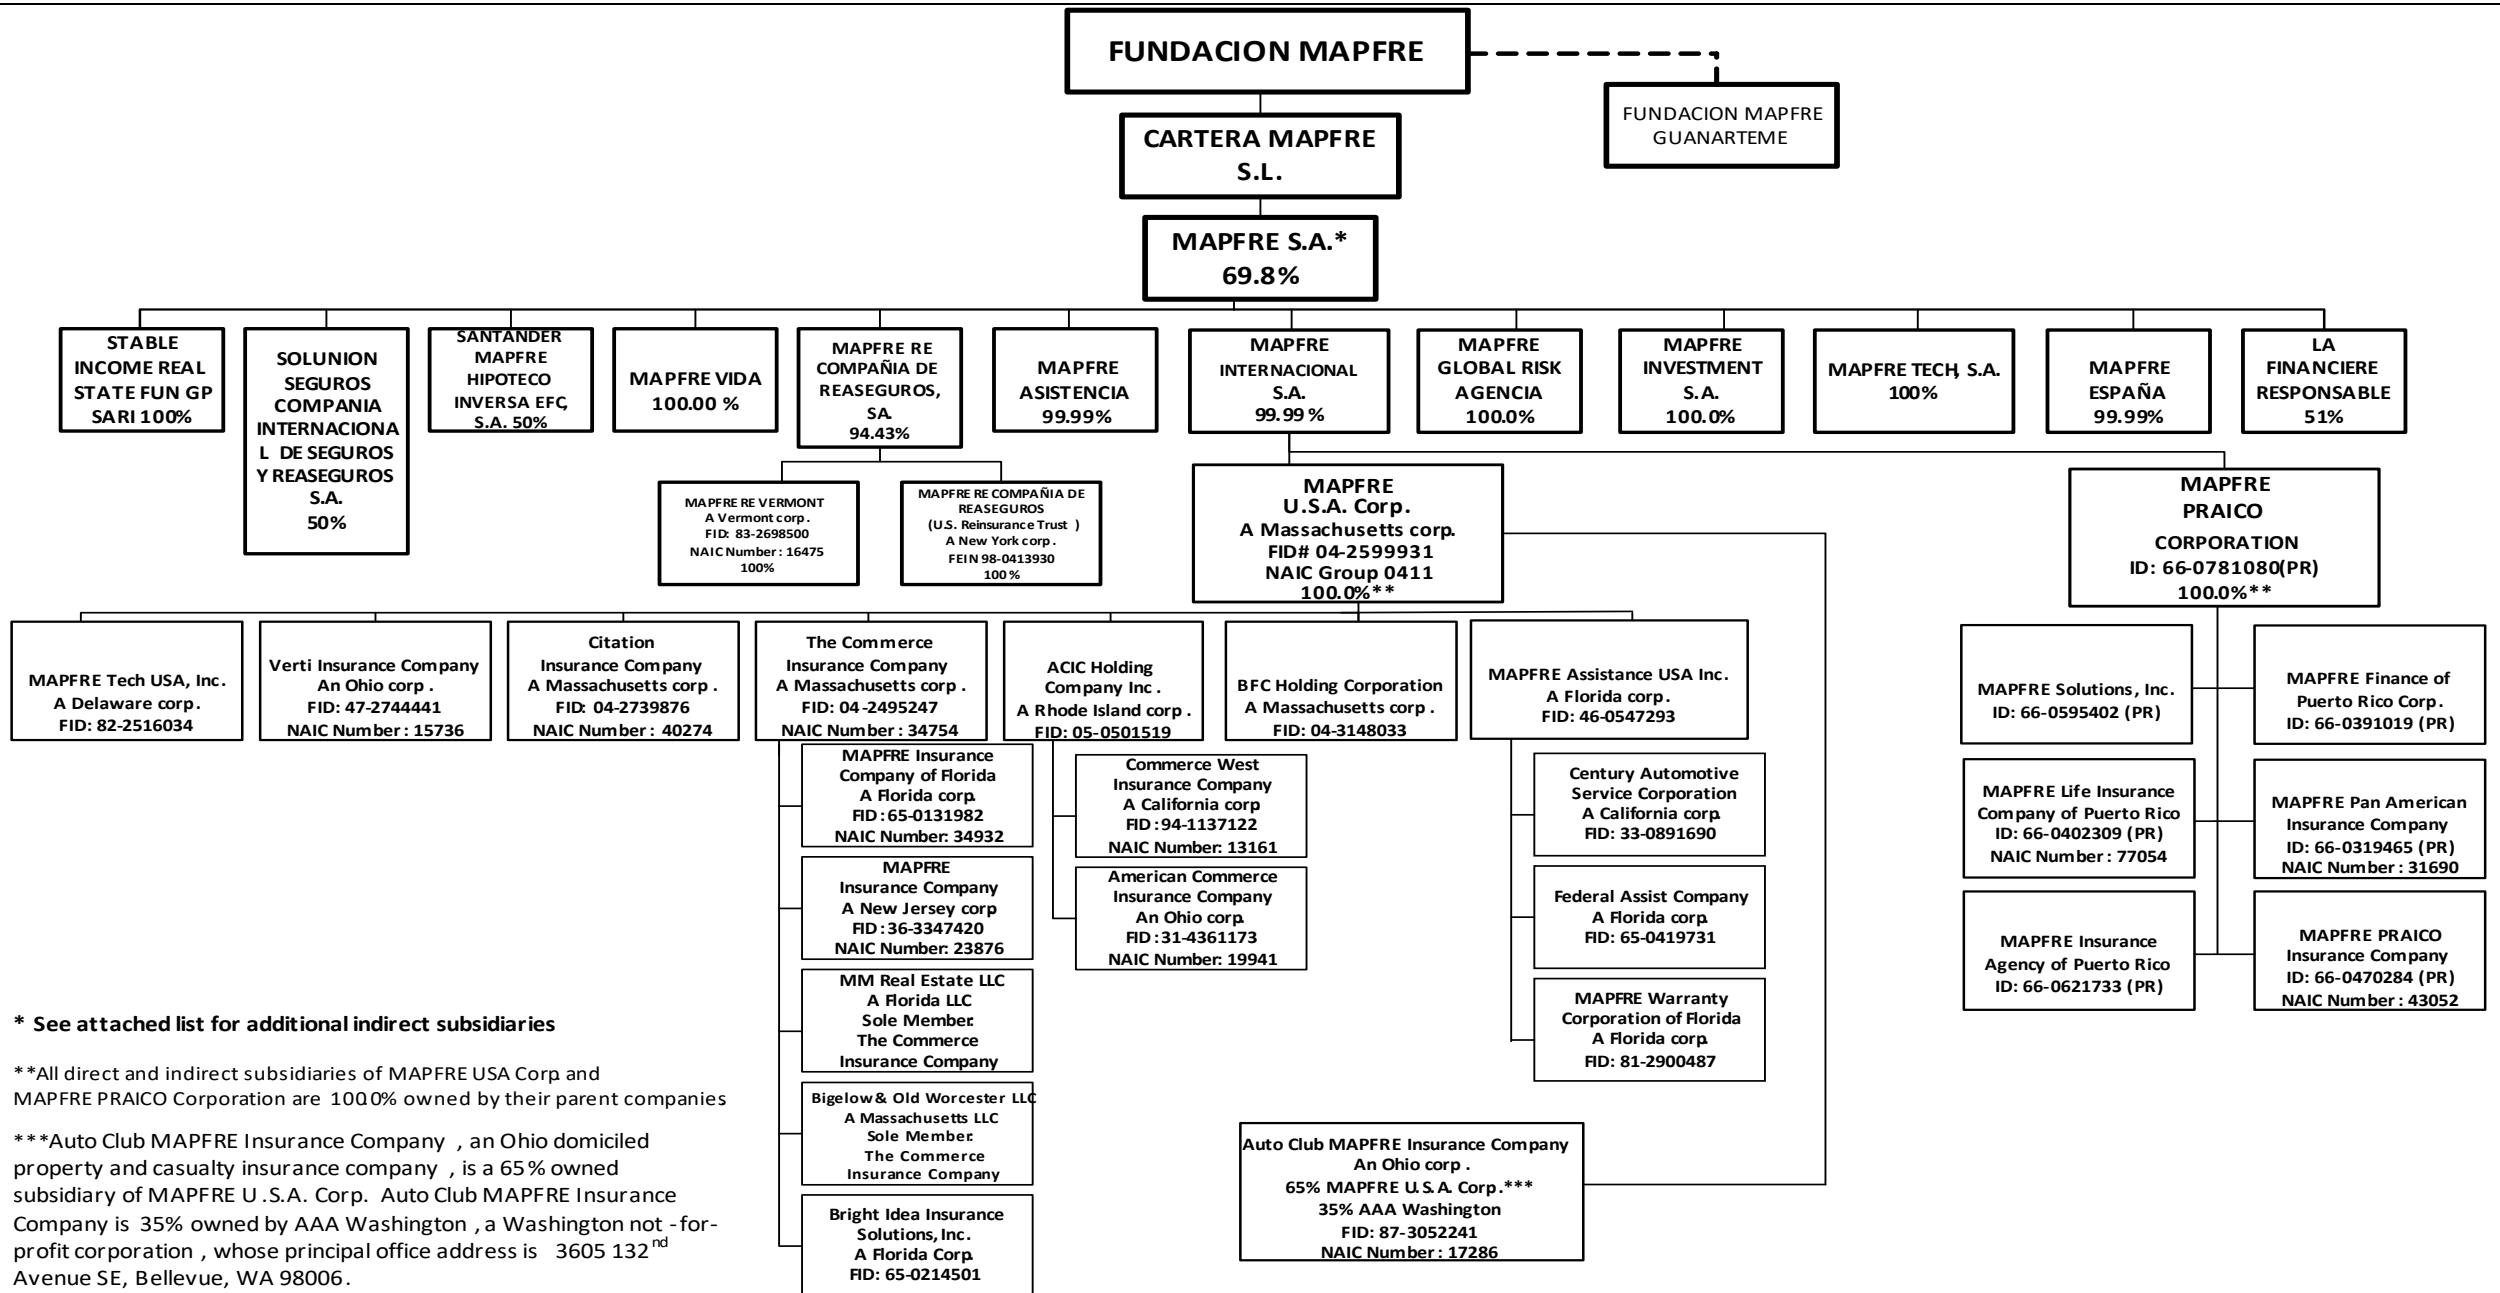 FUNDACION MAPFRE
FUNDACION MAPFRE
GUANARTEME
CARTERA MAPFRE
S.L.
MAPFRE S.A.*
69.8%
STABLE
INCOME REAL
STATE FUN GP
SARI 100%
SOLUNION
SEGUROS
COMPANIA
INTERNACIONA
L DE SEGUROS
Y REASEGUROS
S.A.
50%
SANTANDER
MAPFRE
HIPOTECO
INVERSA EFC,
S.A. 50%
MAPFRE VIDA
100.00 %
MAPFRE RE
COMPAÑIA DE
REASEGUROS,
SA.
94.43%
MAPFRE
ASISTENCIA
99.99%
MAPFRE
INTERNACIONAL
S.A.
99.99 %
MAPFRE
GLOBAL RISK
AGENCIA
100.0%
MAPFRE
INVESTMENT
S.A.
100.0%
MAPFRE TECH, S.A.
100%
MAPFRE
ESPAÑA
99.99%
LA
FINANCIERE
RESPONSABLE
51%
MAPFRE RE VERMONT
A Vermont corp.
FID: 83-2698500
NAIC Number : 16475
100%
MAPFRE RE COMPAÑIA DE
REASEGUROS
(U.S. Reinsurance Trust )
A New York corp.
FEIN 98-0413930
100 %
MAPFRE
U.S.A. Corp.
A Massachusetts corp.
FID# 04-2599931
NAIC Group 0411
100.0%**
MAPFRE
PRAICO
CORPORATION
ID: 66-0781080(PR)
100.0%**
MAPFRE Tech USA, Inc.
A Delaware corp.
FID: 82-2516034
Verti Insurance Company
An Ohio corp .
FID: 47-2744441
NAIC Number : 15736
Citation
Insurance Company
A Massachusetts corp .
FID: 04-2739876
NAIC Number : 40274
The Commerce
Insurance Company
A Massachusetts corp .
FID: 04-2495247
NAIC Number : 34754
ACIC Holding
Company Inc .
A Rhode Island corp .
FID: 05-0501519
BFC Holding Corporation
A Massachusetts corp .
FID: 04-3148033
MAPFRE Assistance USA Inc.
A Florida corp .
FID: 46-0547293
MAPFRE Insurance
Company of Florida
A Florida corp.
FID: 65-0131982
NAIC Number: 34932
MAPFRE
Insurance Company
A New Jersey corp
FID: 36-3347420
NAIC Number: 23876
MM Real Estate LLC
A Florida LLC
Sole Member:
The Commerce
Insurance Company
Bigelow & Old Worcester LLC
A Massachusetts LLC
Sole Member:
The Commerce
Insurance Company
Bright Idea Insurance
Solutions, Inc.
A Florida Corp.
FID: 65-0214501
Commerce West
Insurance Company
A California corp
FID: 94-1137122
NAIC Number: 13161
American Commerce
Insurance Company
An Ohio corp.
FID: 31-4361173
NAIC Number: 19941
Century Automotive
Service Corporation
A California corp.
FID: 33-0891690
Federal Assist Company
A Florida corp.
FID: 65-0419731
MAPFRE Warranty
Corporation of Florida
A Florida corp.
FID: 81-2900487
Auto Club MAPFRE Insurance Company
An Ohio corp .
65% MAPFRE U.S.A. Corp.***
35% AAA Washington
FID: 87-3052241
NAIC Number : 17286
MAPFRE Solutions, Inc.
ID: 66-0595402 (PR)
MAPFRE Finance of
Puerto Rico Corp.
ID: 66-0391019 (PR)
MAPFRE Life Insurance
Company of Puerto Rico
ID: 66-0402309 (PR)
NAIC Number : 77054
MAPFRE Pan American
Insurance Company
ID: 66-0319465 (PR)
NAIC Number : 31690
MAPFRE Insurance
Agency of Puerto Rico
ID: 66-0621733 (PR)
MAPFRE PRAICO
Insurance Company
ID: 66-0470284 (PR)
NAIC Number : 43052
* See attached list for additional indirect subsidiaries
**All direct and indirect subsidiaries of MAPFRE USA Corp. and
MAPFRE PRAICO Corporation are 100.0% owned by their parent companies
***Auto Club MAPFRE Insurance Company , an Ohio domiciled
property and casualty insurance company , is a 65% owned
subsidiary of MAPFRE U .S.A. Corp. Auto Club MAPFRE Insurance
Company is 35% owned by AAA Washington , a Washington not -for-
profit corporation , whose principal office address is 3605 132nd
Avenue SE, Bellevue, WA 98006.